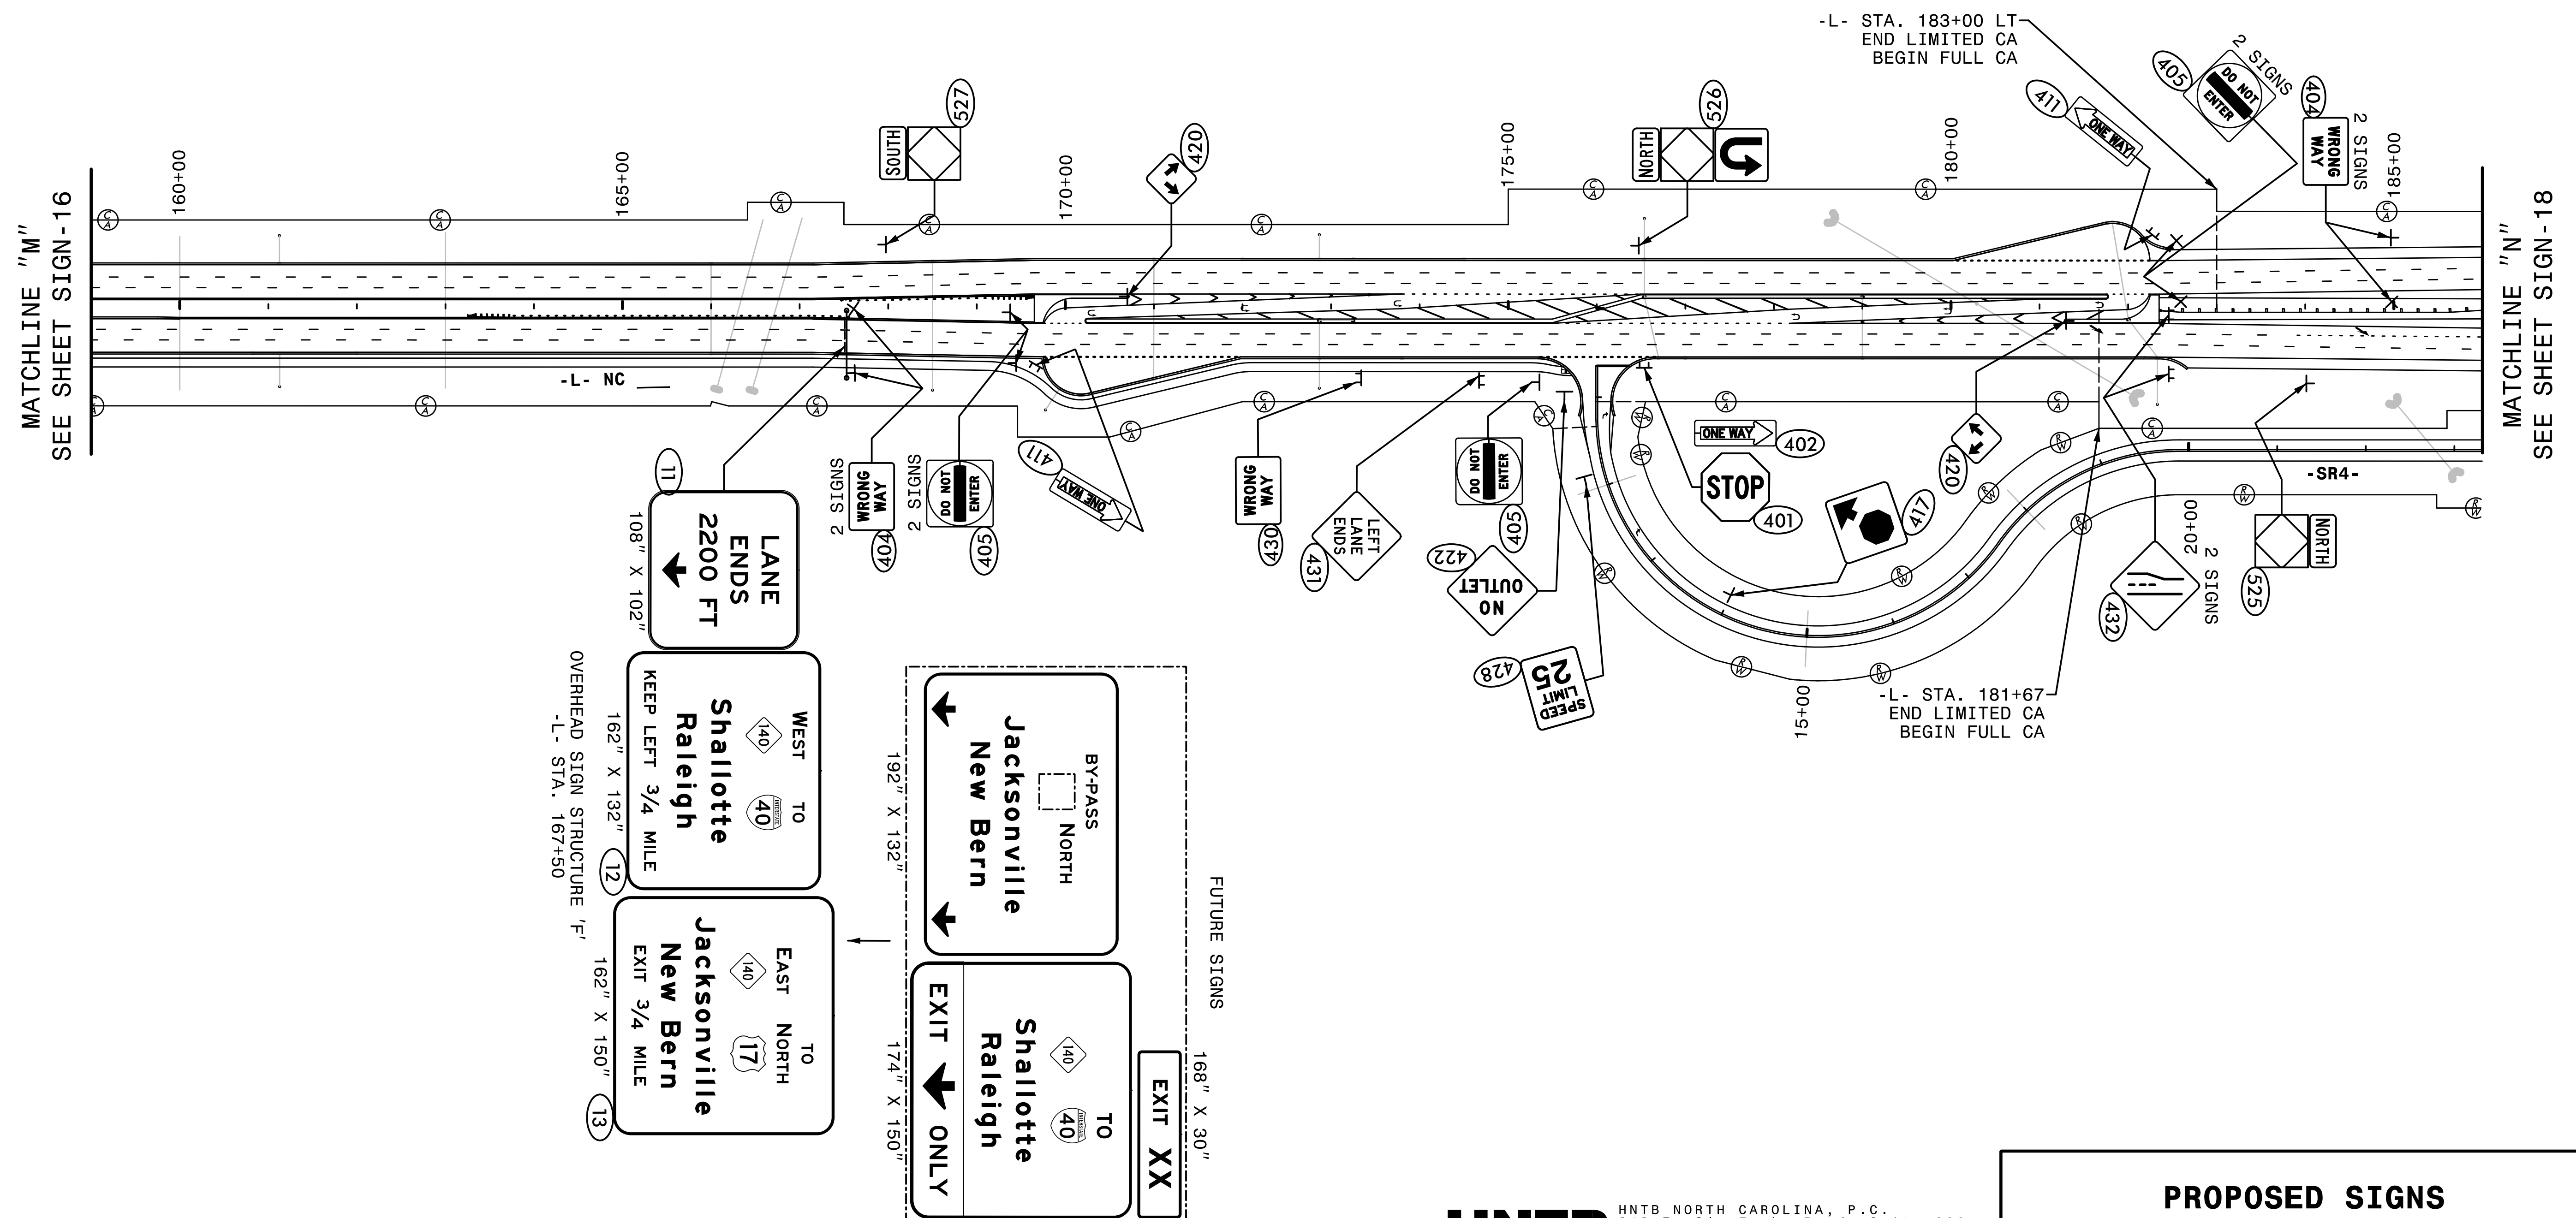 MATCHLINE "M"
SEE SHEET SIGN-16
160+00
165+00
170+00
175+00
180+00
185+00
-L- STA. 183+00 LT
END LIMITED CA
BEGIN FULL CA
SOUTH
527
420
NORTH
526
411
ONE WAY
405
DO NOT
ENTER
2 SIGNS
404
WRONG
WAY
2 SIGNS
MATCHLINE "N"
SEE SHEET SIGN-18
-L- NC
11
LANE
ENDS
2200 FT
108" X 102"
2 SIGNS
WRONG
WAY
404
2 SIGNS
DO NOT
ENTER
405
411
ONE WAY
WRONG
WAY
430
LEFT
LANE
ENDS
431
DO NOT
ENTER
405
422
NO
OUTLET
428
SPEED
LIMIT
25
ONE WAY
402
STOP
401
417
420
432
2 SIGNS
20+00
525
NORTH
-SR4-
15+00
-L- STA. 181+67
END LIMITED CA
BEGIN FULL CA
WEST TO
140 INTERSTATE 40
Shallotte
Raleigh
KEEP LEFT 3/4 MILE
162" X 132"
12
OVERHEAD SIGN STRUCTURE 'F'
-L- STA. 167+50
TO
EAST NORTH
140 17
Jacksonville
New Bern
EXIT 3/4 MILE
162" X 150"
13
FUTURE SIGNS
BY-PASS
NORTH
Jacksonville
New Bern
192" X 132"
168" X 30"
EXIT XX
TO
140 INTERSTATE 40
Shallotte
Raleigh
EXIT ONLY
174" X 150"
HNTB
HNTB NORTH CAROLINA, P.C.
PROPOSED SIGNS